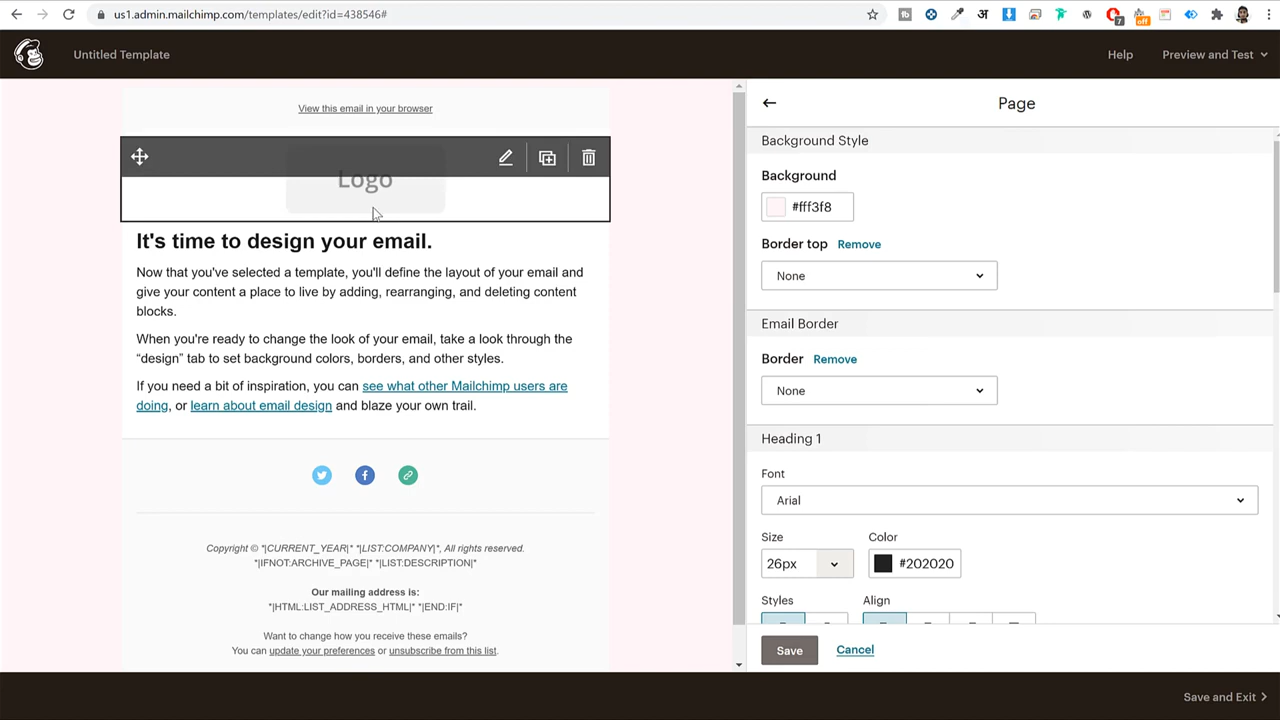 us1.admin.mailchimp.com/templates/edit?id=438546#
7
off
Untitled Template
Help
Preview and Test
View this email in your browser
Logo
It's time to design your email.
Now that you've selected a template, you'll define the layout of your email and
give your content a place to live by adding, rearranging, and deleting content
blocks.
When you're ready to change the look of your email, take a look through the
“design” tab to set background colors, borders, and other styles.
If you need a bit of inspiration, you can see what other Mailchimp users are
doing, or learn about email design and blaze your own trail.
Copyright © *|CURRENT_YEAR|* *|LIST:COMPANY|*, All rights reserved.
*|IFNOT:ARCHIVE_PAGE|* *|LIST:DESCRIPTION|*
Our mailing address is:
*|HTML:LIST_ADDRESS_HTML|* *|END:IF|*
Want to change how you receive these emails?
You can update your preferences or unsubscribe from this list.
Page
Background Style
Background
#fff3f8
Border top Remove
None
Email Border
Border Remove
None
Heading 1
Font
Arial
Size
Color
26px
#202020
Styles
Align
Save
Cancel
Save and Exit